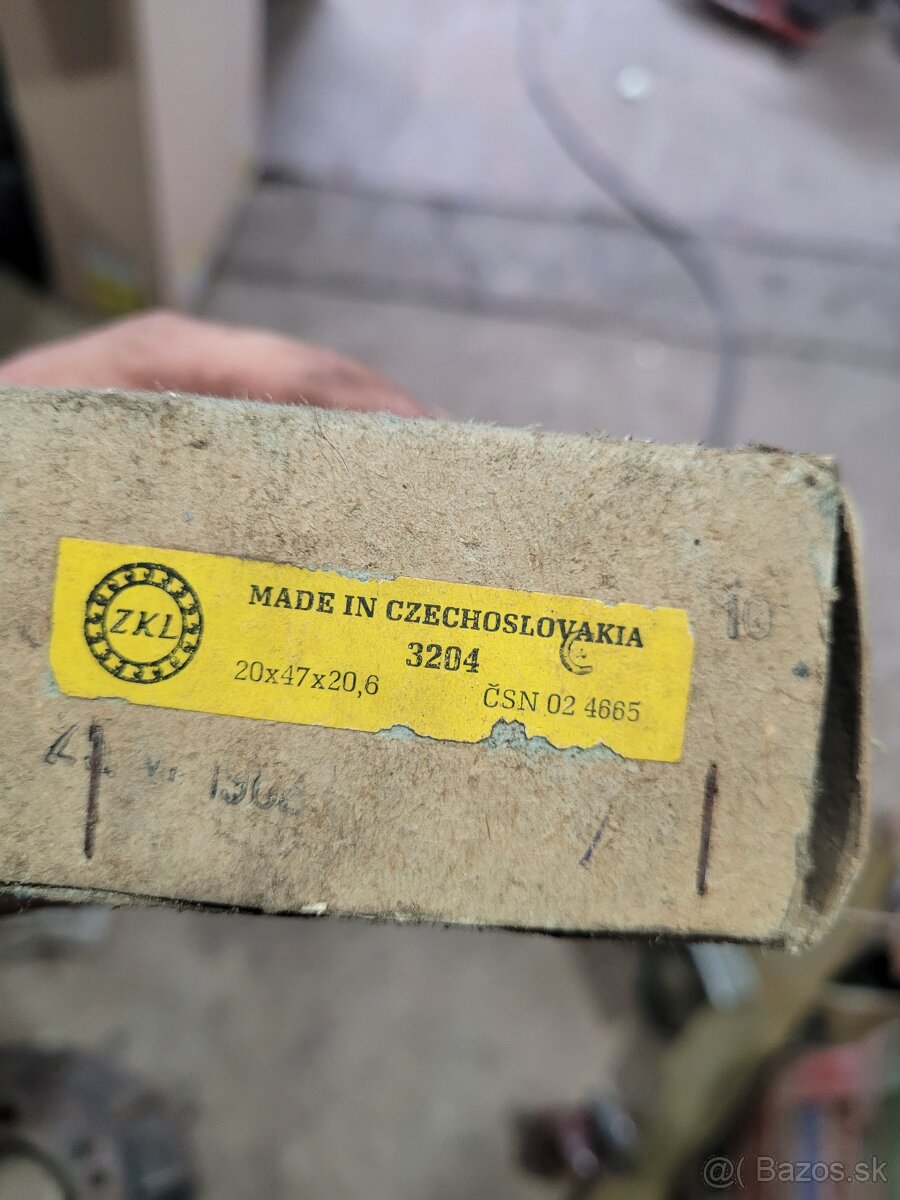 ZKL
MADE IN CZECHOSLOVAKIA
3204
C
20x47x20,6
ČSN 02 4665
10
@( Bazos.sk